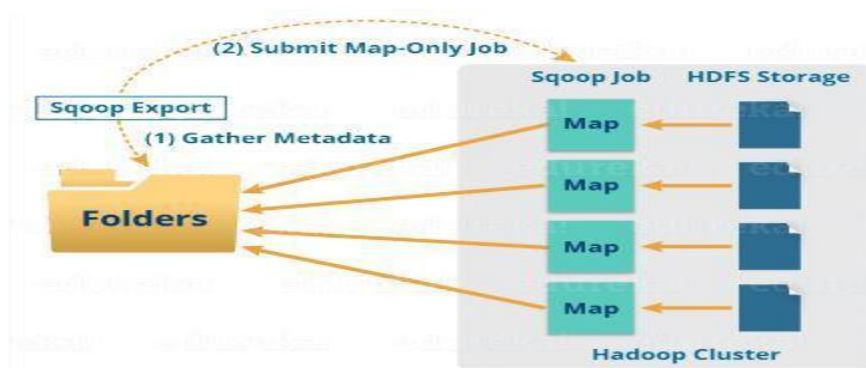 (2) Submit Map-Only Job
Sqoop Job HDFS Storage
Sqoop Export
(1) Gather Metadata
Map
Map
Folders
Map
Map
Hadoop Cluster